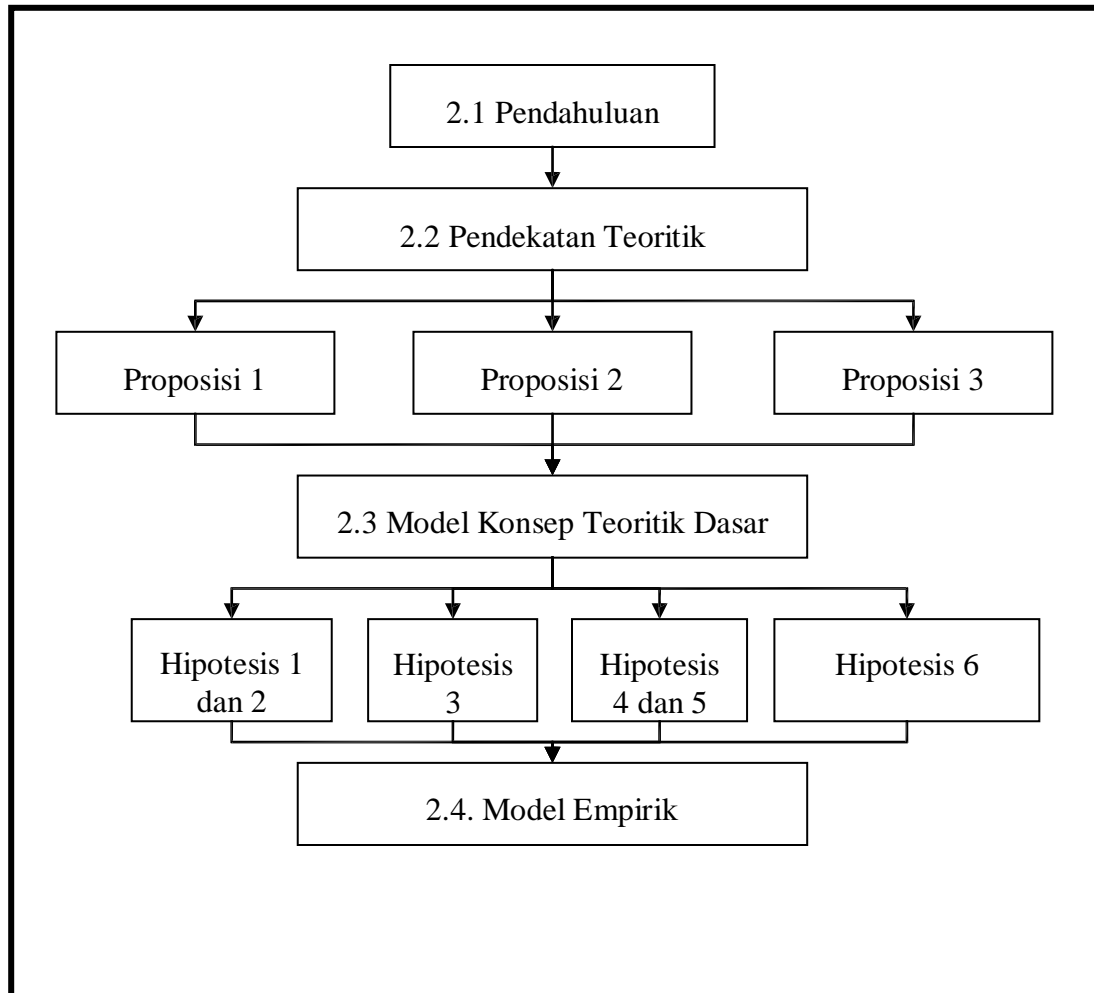 2.1 Pendahuluan
2.2 Pendekatan Teoritik
Proposisi 1
Proposisi 2
Proposisi 3
2.3 Model Konsep Teoritik Dasar
Hipotesis 1
dan 2
Hipotesis
3
Hipotesis
4 dan 5
Hipotesis 6
2.4. Model Empirik